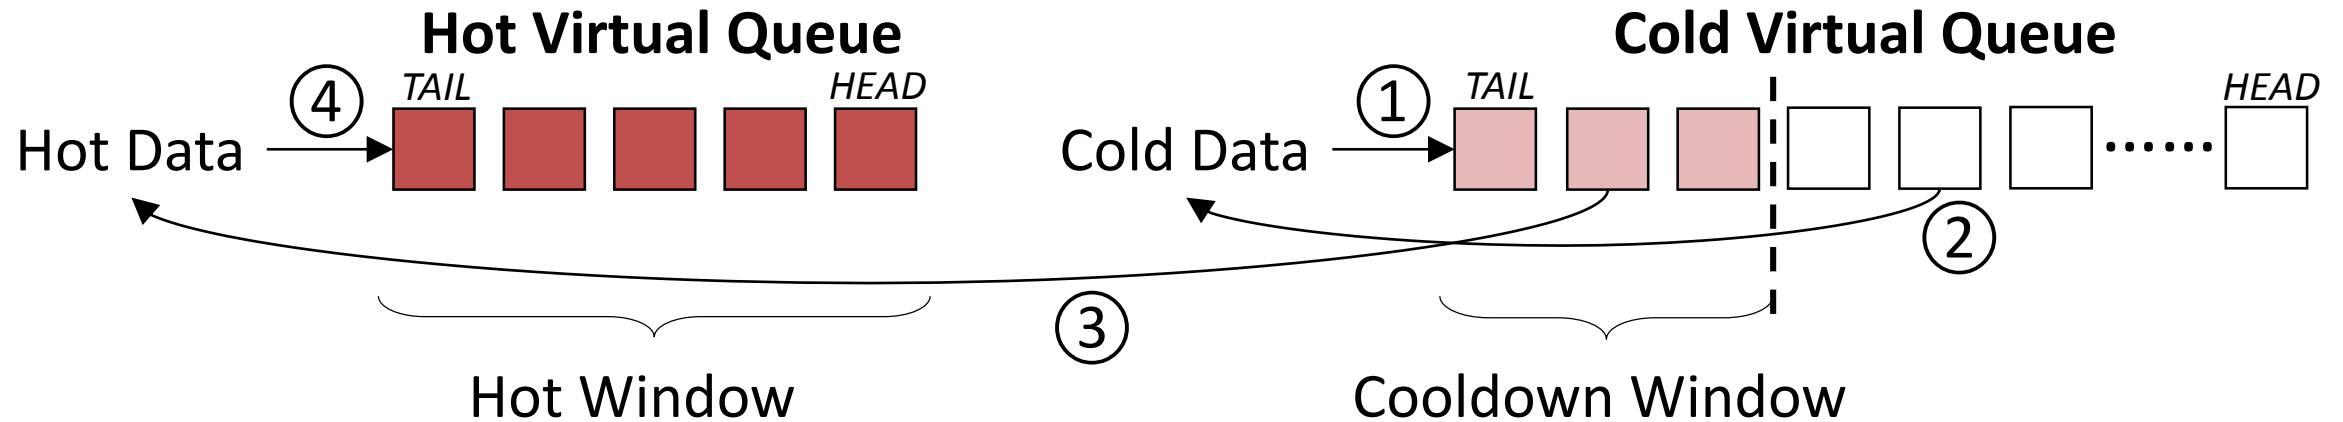 Hot Virtual Queue
Cold Virtual Queue
4
TAIL
HEAD
1
TAIL
HEAD
Hot Data
Cold Data
2
3
Hot Window
Cooldown Window